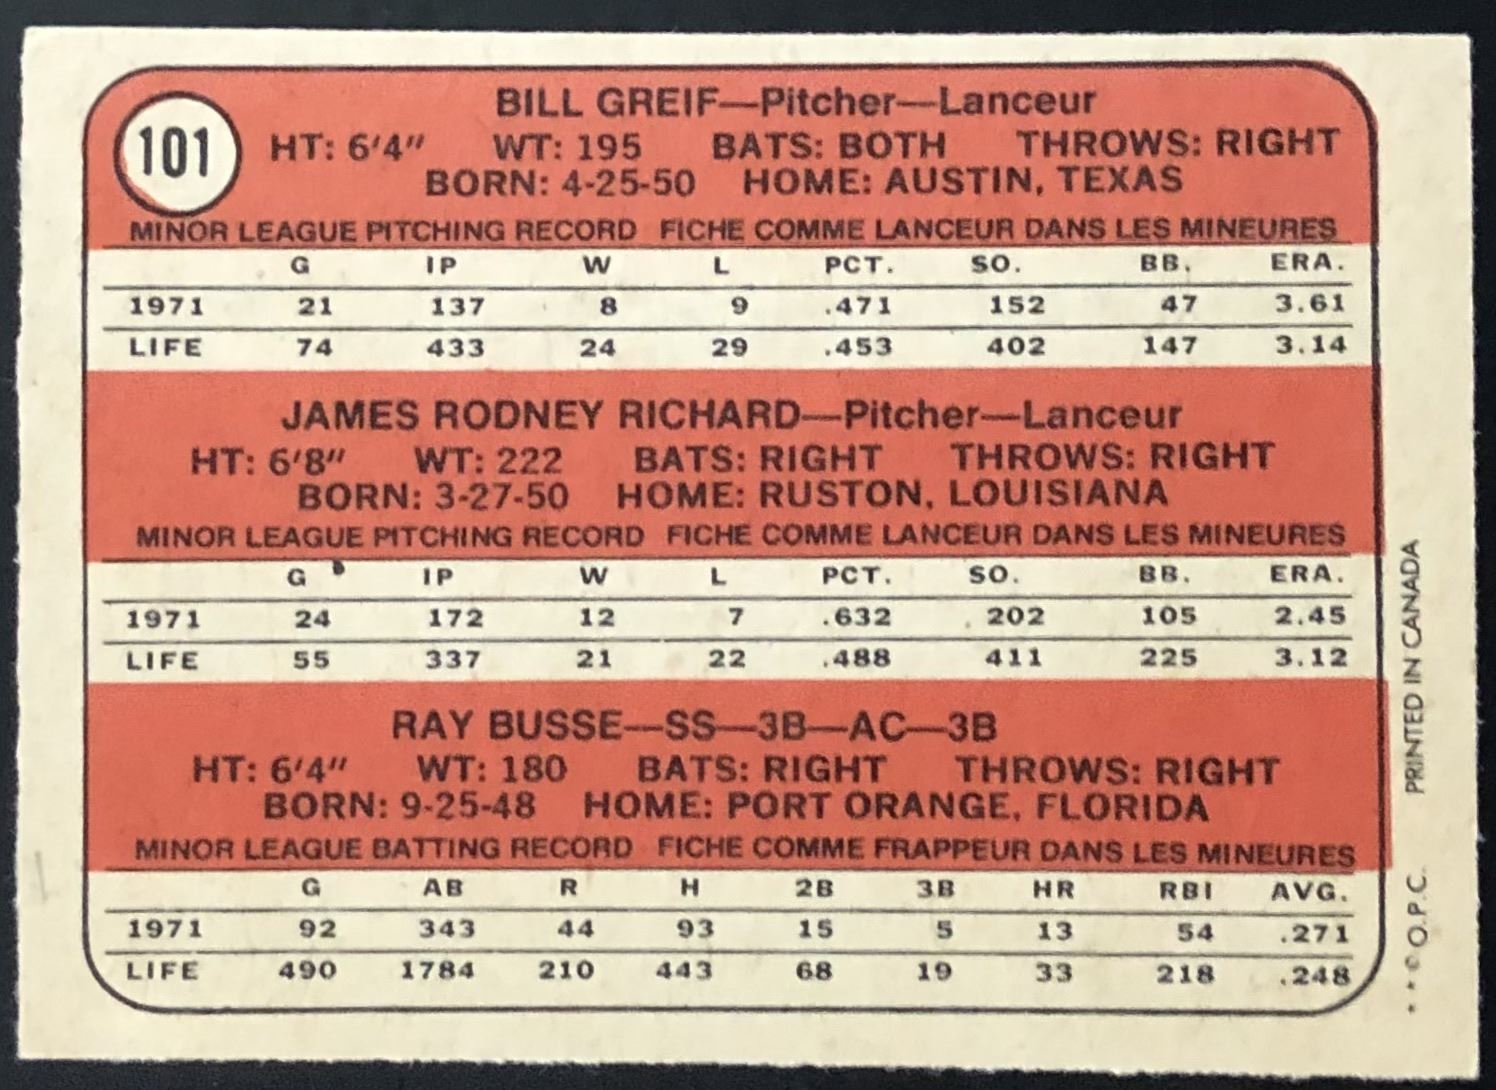 101
BILL GREIF—Pitcher—Lanceur
HT: 6'4" WT: 195 BATS: BOTH THROWS: RIGHT
BORN: 4-25-50 HOME: AUSTIN, TEXAS
MINOR LEAGUE PITCHING RECORD FICHE COMME LANCEUR DANS LES MINEURES
G IP W L PCT. SO. BB. ERA.
1971 21 137 8 9 .471 152 47 3.61
LIFE 74 433 24 29 .453 402 147 3.14
JAMES RODNEY RICHARD—Pitcher—Lanceur
HT: 6'8" WT: 222 BATS: RIGHT THROWS: RIGHT
BORN: 3-27-50 HOME: RUSTON, LOUISIANA
MINOR LEAGUE PITCHING RECORD FICHE COMME LANCEUR DANS LES MINEURES
G IP W L PCT. SO. BB. ERA.
1971 24 172 12 7 .632 202 105 2.45
LIFE 55 337 21 22 .488 411 225 3.12
RAY BUSSE—SS—3B—AC—3B
HT: 6'4" WT: 180 BATS: RIGHT THROWS: RIGHT
BORN: 9-25-48 HOME: PORT ORANGE, FLORIDA
MINOR LEAGUE BATTING RECORD FICHE COMME FRAPPEUR DANS LES MINEURES
G AB R H 2B 3B HR RBI AVG.
1971 92 343 44 93 15 5 13 54 .271
LIFE 490 1784 210 443 68 19 33 218 .248
**© O.P.C. PRINTED IN CANADA